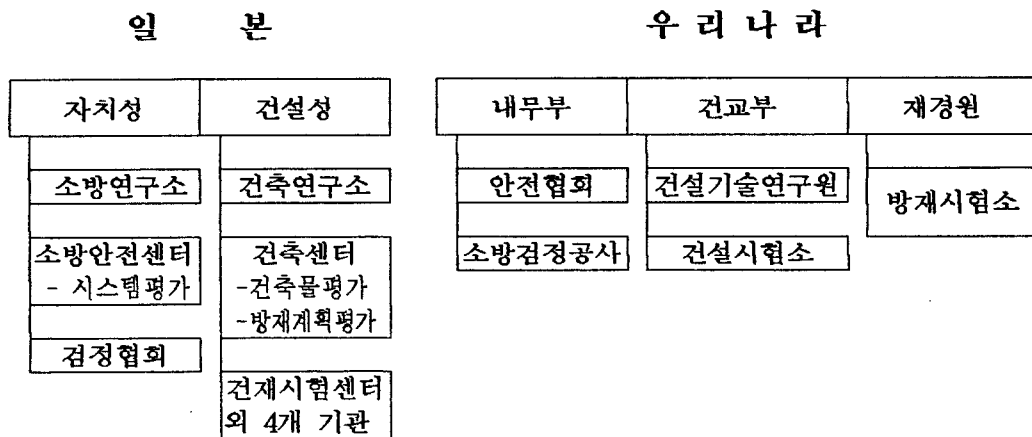 일 본
자치성
건설성
소방연구소
건축연구소
소방안전센터
- 시스템평가
건축센터
-건축물평가
-방재계획평가
검정협회
건재시험센터
외 4개 기관
우 리 나 라
내무부
건교부
재경원
안전협회
건설기술연구원
방재시험소
소방검정공사
건설시험소